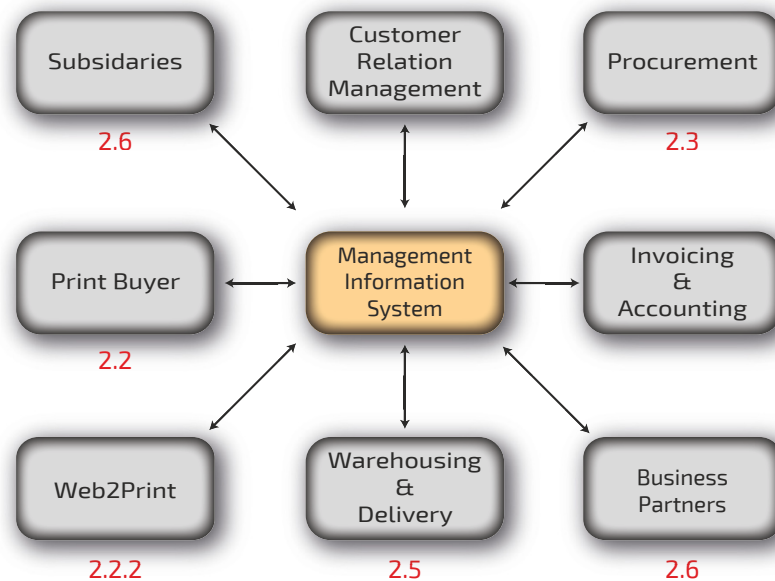 Subsidaries
2.6
Customer
Relation
Management
Procurement
2.3
Print Buyer
2.2
Management
Information
System
Invoicing
&
Accounting
Web2Print
2.2.2
Warehousing
&
Delivery
2.5
Business
Partners
2.6